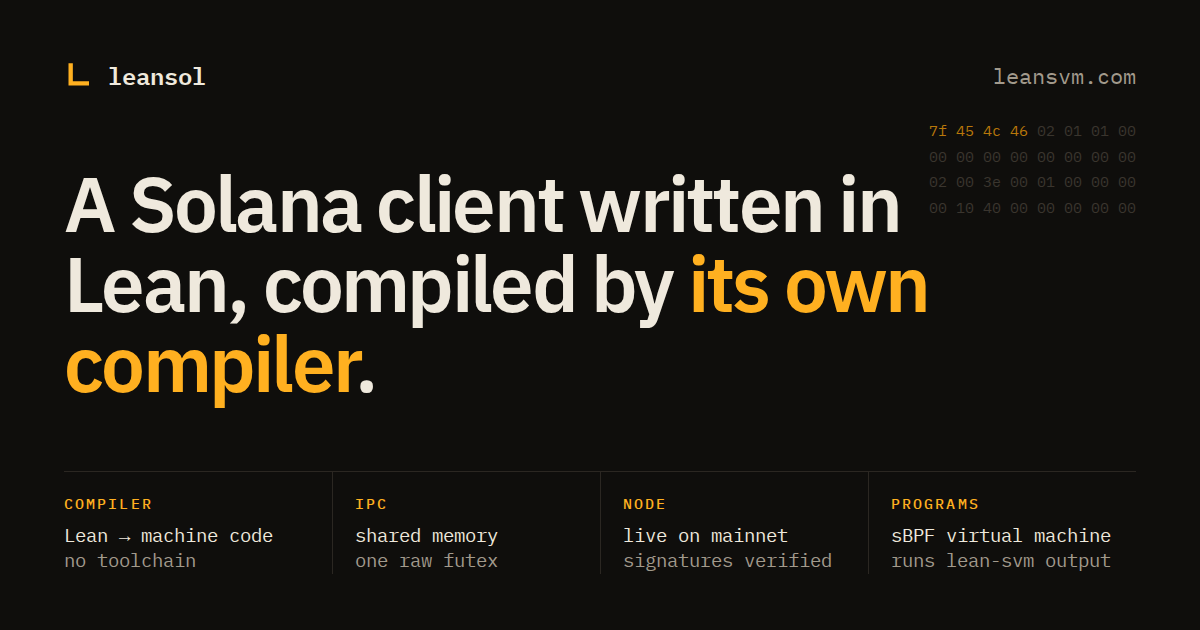 leansol
leansvm.com
7f 45 4c 46 02 01 01 00
00 00 00 00 00 00 00 00
02 00 3e 00 01 00 00 00
00 10 40 00 00 00 00 00
A Solana client written in
Lean, compiled by its own
compiler.
COMPILER
Lean → machine code
no toolchain
IPC
shared memory
one raw futex
NODE
live on mainnet
signatures verified
PROGRAMS
sBPF virtual machine
runs lean-svm output